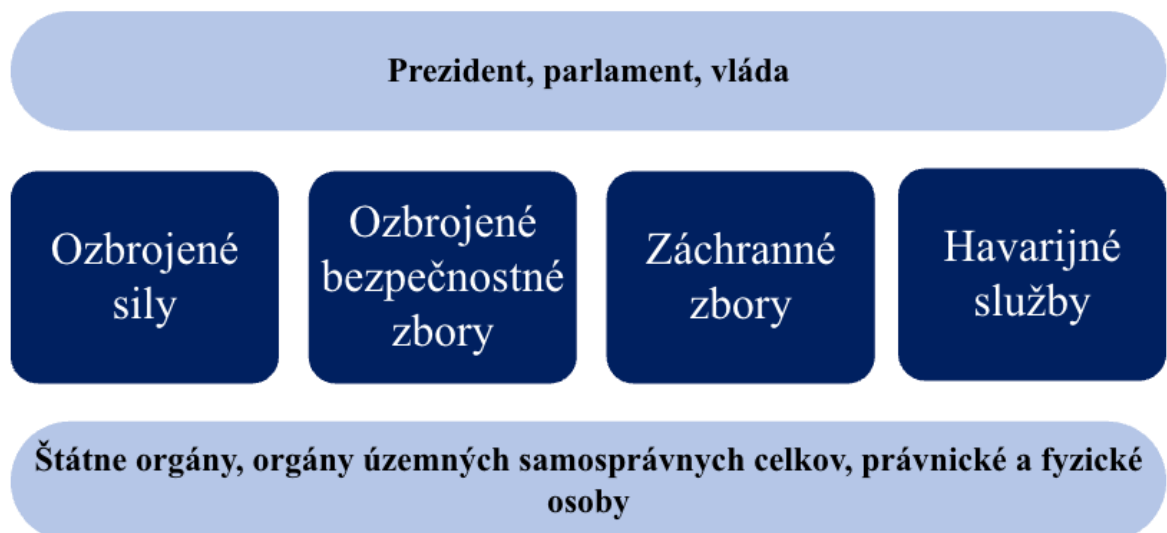 Prezident, parlament, vláda
Ozbrojené
sily
Ozbrojené
bezpečnostné
zbory
Záchranné
zbory
Havarijné
služby
Štátne orgány, orgány územných samosprávnych celkov, právnické a fyzické
osoby